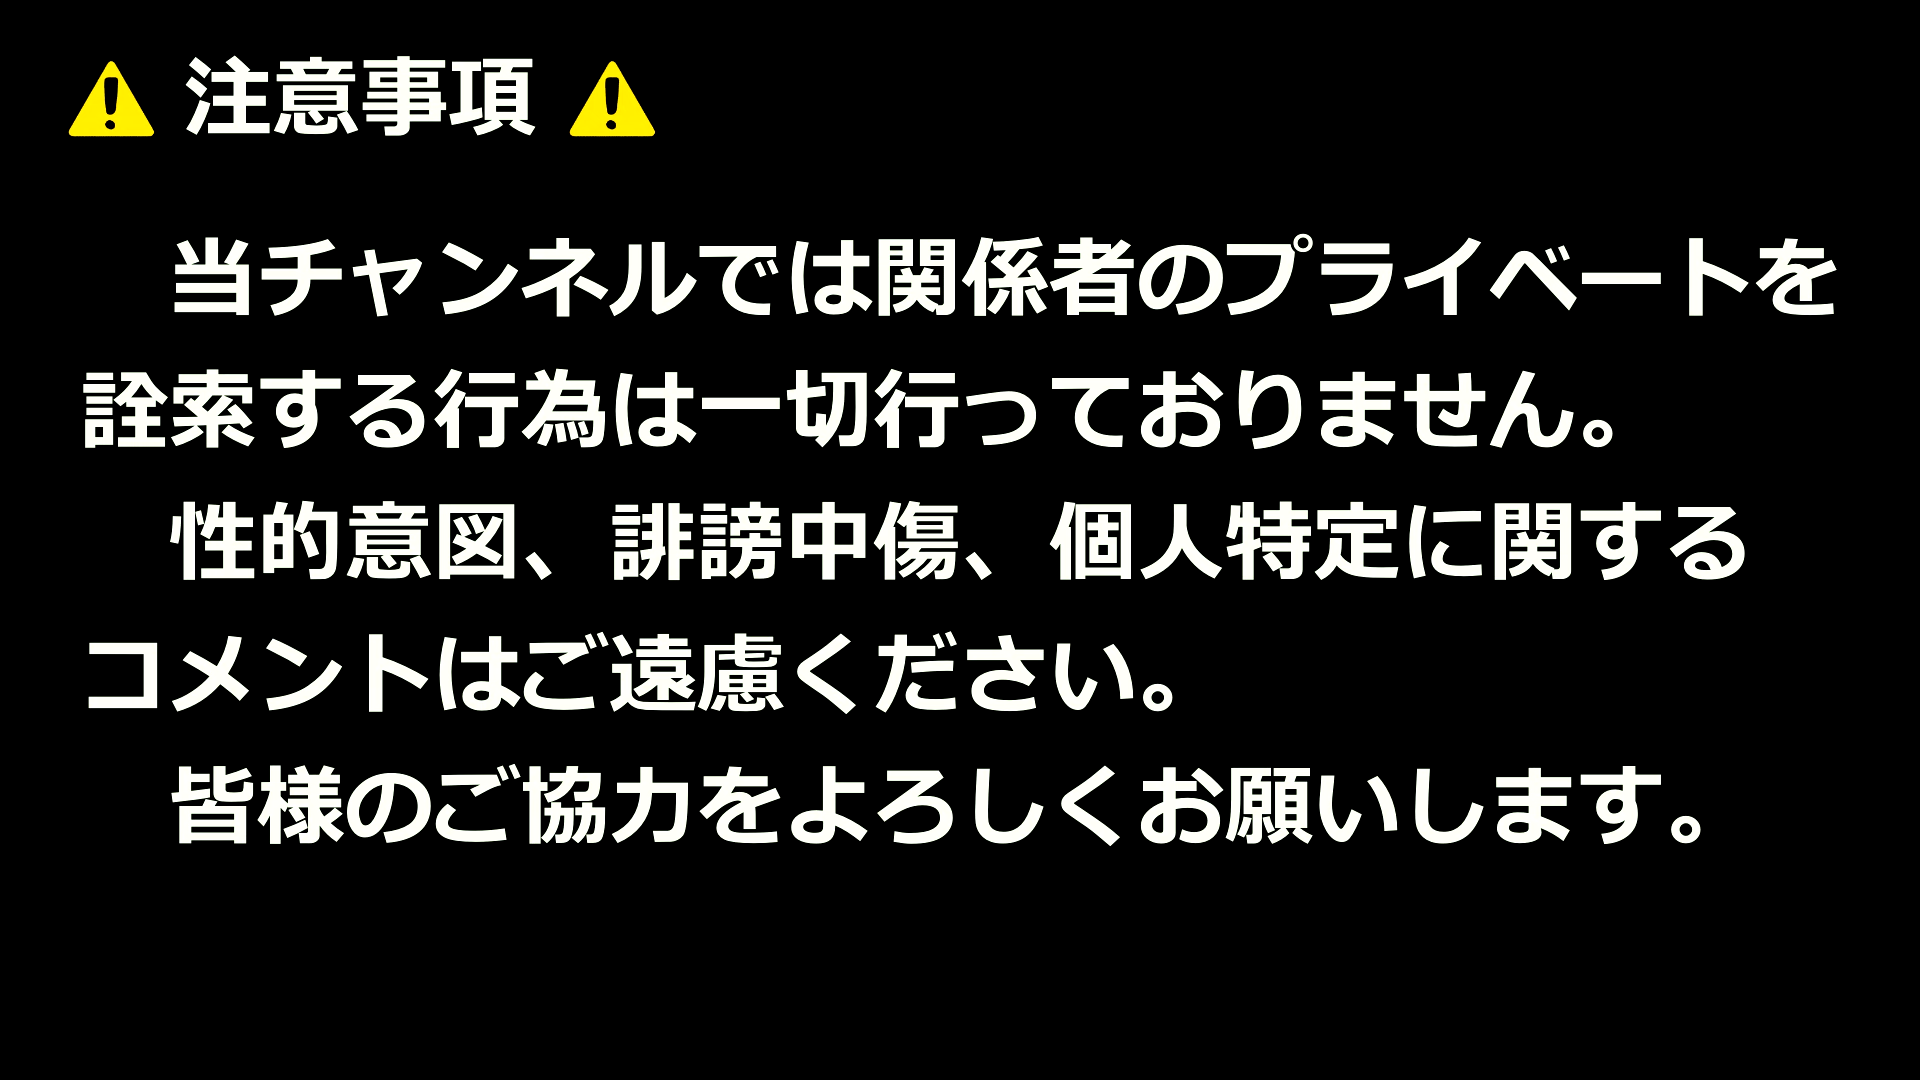 ⚠ 注意事項 ⚠
当チャンネルでは関係者のプライベートを
詮索する行為は一切行っておりません。
性的意図、誹謗中傷、個人特定に関する
コメントはご遠慮ください。
皆様のご協力をよろしくお願いします。